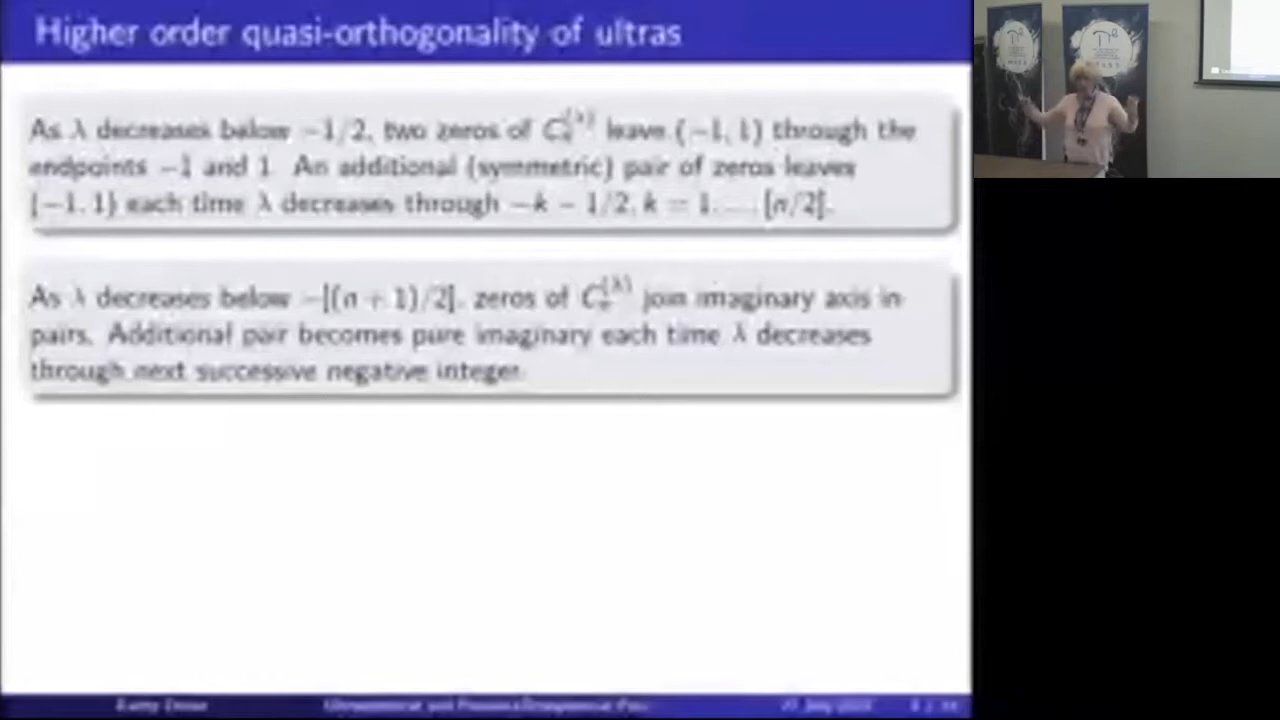 Higher order quasi-orthogonality of ultras
As λ decreases below −1/2, two zeros of C_n^{(λ)} leave (−1, 1) through the
endpoints −1 and 1. An additional (symmetric) pair of zeros leaves
(−1, 1) each time λ decreases through −k − 1/2, k = 1, ..., [n/2].
As λ decreases below −[(n + 1)/2], zeros of C_n^{(λ)} join imaginary axis in
pairs. Additional pair becomes pure imaginary each time λ decreases
through next successive negative integer.